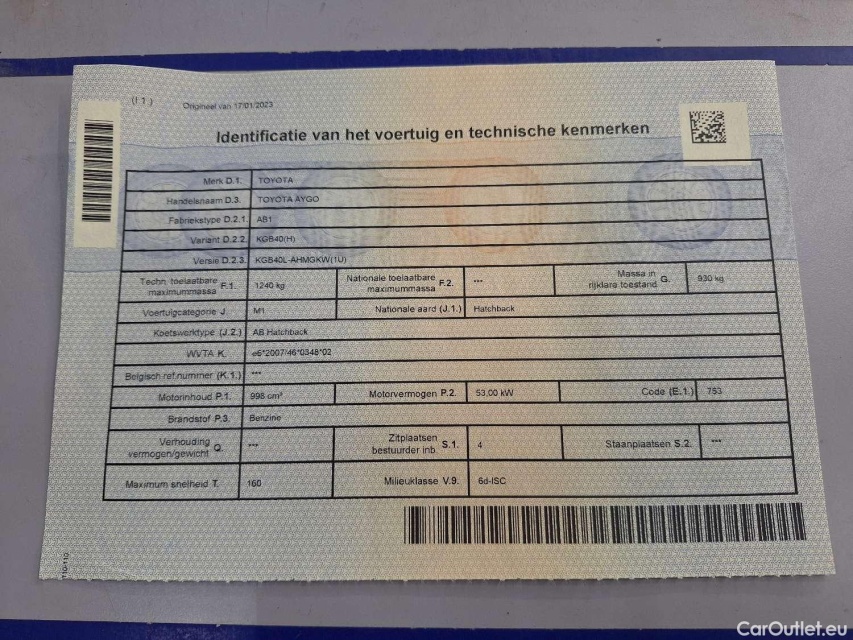 (I 1)
Origineel van 17/01/2023
Identificatie van het voertuig en technische kenmerken
Merk D.1. TOYOTA
Handelsnaam D.3. TOYOTA AYGO
Fabriekstype D.2.1. AB1
Variant D.2.2. KGB40(H)
Versie D.2.3. KGB40L-AHMGKW(1U)
Techn. toelaatbare maximummassa F.1. 1240 kg Nationale toelaatbare maximummassa F.2. --- Massa in rijklare toestand G. 930 kg
Voertuigcategorie J. M1 Nationale aard (J.1.) Hatchback
Koetswerktype (J.2.) AB Hatchback
WVTA K. e6*2007/46*0348*02
Belgisch ref.nummer (K.1.) ***
Motorinhoud P.1. 998 cm³ Motorvermogen P.2. 53,00 kW Code (E.1.) 753
Brandstof P.3. Benzine
Verhouding vermogen/gewicht Q. --- Zitplaatsen bestuurder inb. S.1. 4 Staanplaatsen S.2. ---
Maximum snelheid T. 160 Milieuklasse V.9. 6d-ISC
CarOutlet.eu